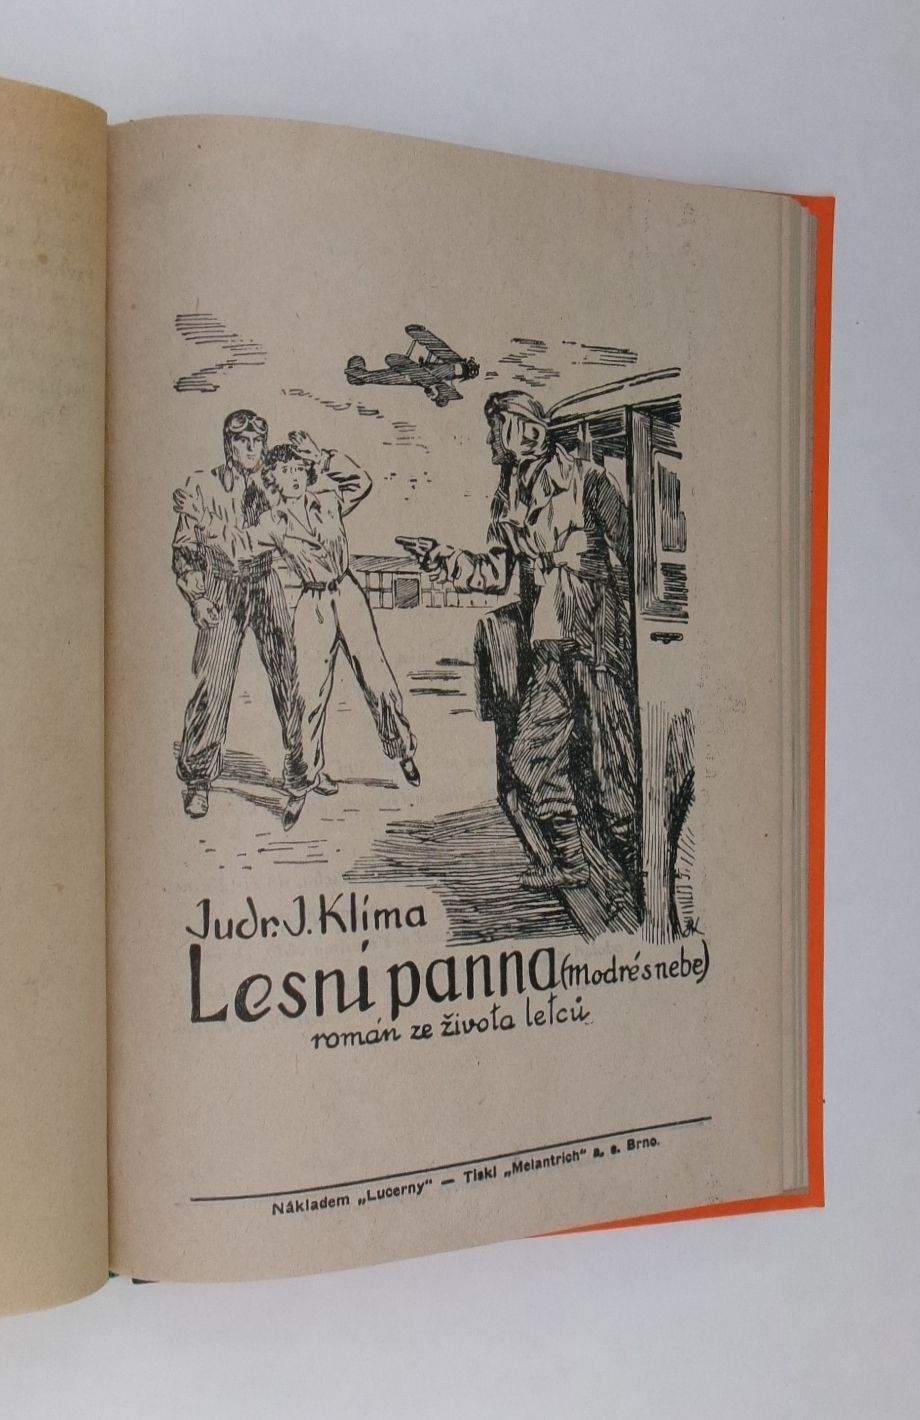 Judr. J. Klíma
Lesní panna (modré s nebe)
román ze života letců
Nákladem „Lucerny“ — Tiskl „Melantrich“ a. s. Brno.